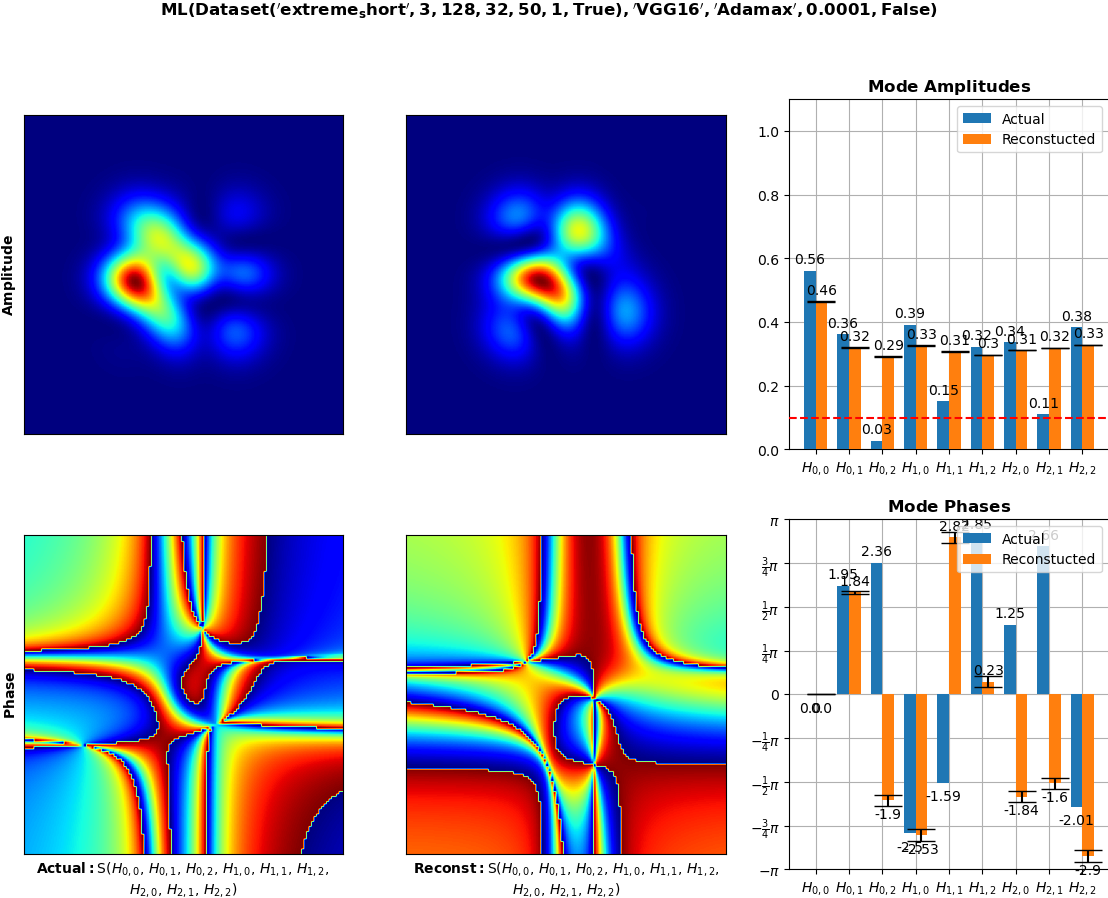 ML(Dataset('extreme_short', 3, 128, 32, 50, 1, True), 'VGG16', 'Adamax', 0.0001, False)
Amplitude
Mode Amplitudes
Actual
Reconstucted
1.0
0.8
0.6
0.4
0.2
0.0
0.56 0.36 0.03 0.39 0.15 0.32 0.34 0.11 0.38
0.46 0.32 0.29 0.33 0.31 0.3 0.31 0.32 0.33
H0,0 H0,1 H0,2 H1,0 H1,1 H1,2 H2,0 H2,1 H2,2
Phase
Mode Phases
Actual
Reconstucted
π
3/4π
1/2π
1/4π
0
−1/4π
−1/2π
−3/4π
−π
0.0 1.95 2.36 -1.59 1.25 -2.01
0.0 1.84 -1.9 -2.53 0.23 -1.84 -1.6 -2.9
H0,0 H0,1 H0,2 H1,0 H1,1 H1,2 H2,0 H2,1 H2,2
Actual: S(H0,0, H0,1, H0,2, H1,0, H1,1, H1,2,
H2,0, H2,1, H2,2)
Reconst: S(H0,0, H0,1, H0,2, H1,0, H1,1, H1,2,
H2,0, H2,1, H2,2)